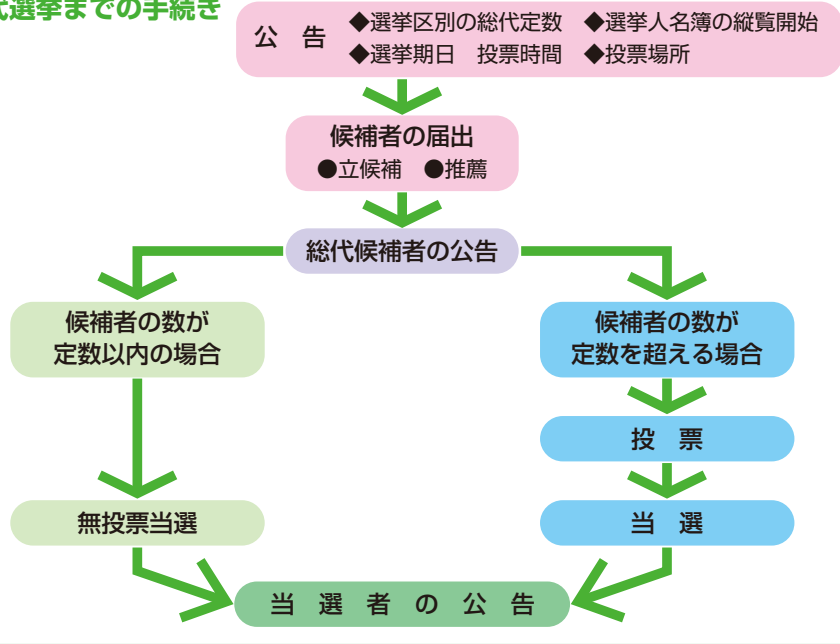 代選挙までの手続き
公　告
◆選挙区別の総代定数　◆選挙人名簿の縦覧開始
◆選挙期日　投票時間　◆投票場所
候補者の届出
●立候補　●推薦
総代候補者の公告
候補者の数が
定数以内の場合
候補者の数が
定数を超える場合
投　票
無投票当選
当　選
当　選　者　の　公　告